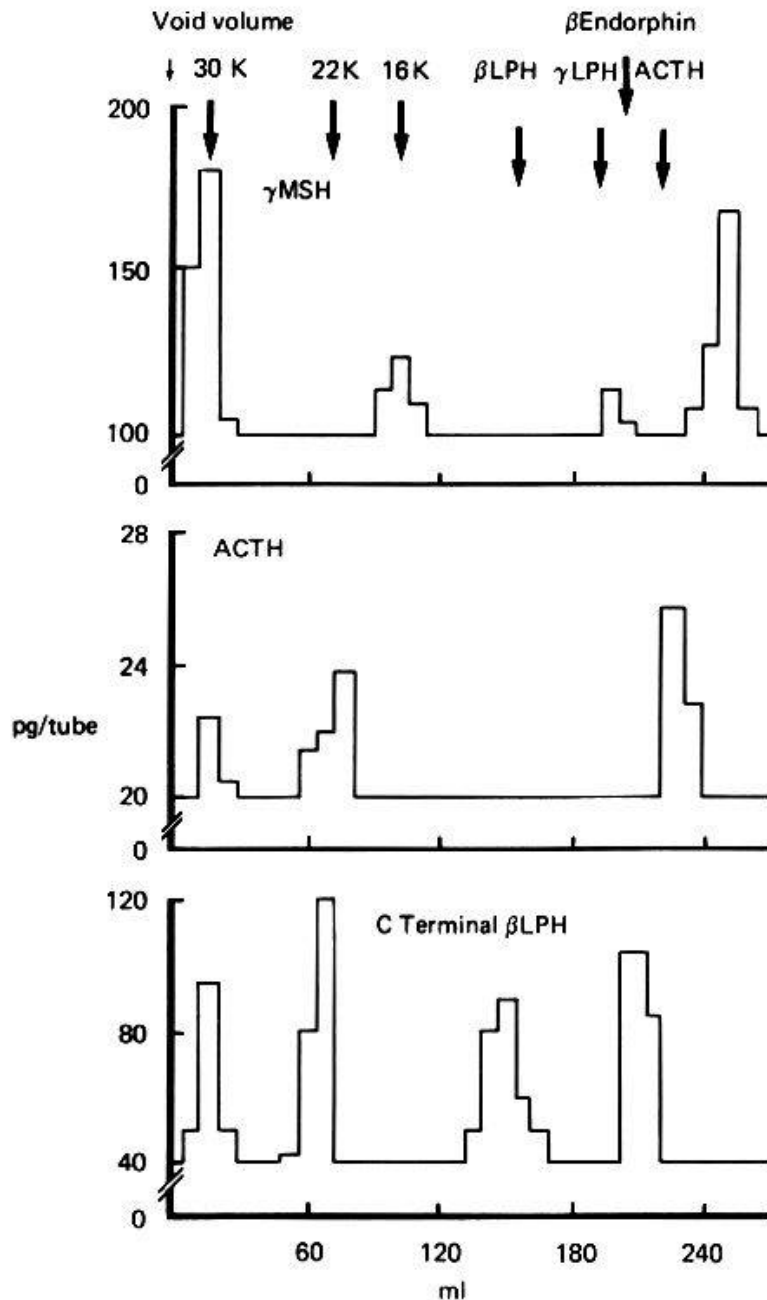 Void volume
βEndorphin
↓ 30 K 22K 16K βLPH γLPH ACTH
200
γMSH
150
100
0
28
ACTH
24
pg/tube
20
0
120
C Terminal βLPH
80
40
0
60 120 180 240
ml